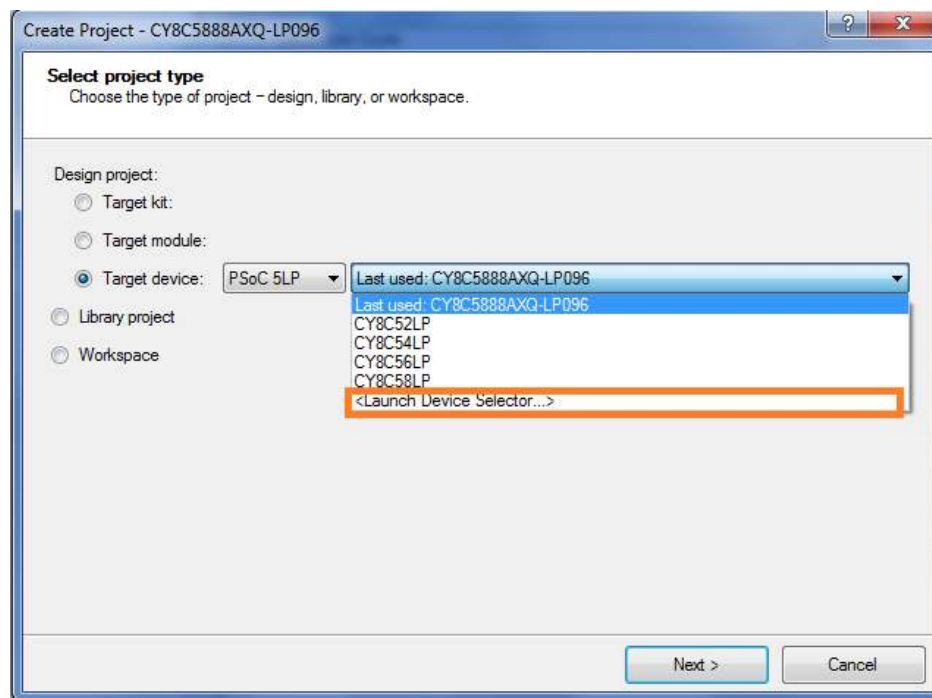 Create Project - CY8C5888AXQ-LP096
Select project type
Choose the type of project – design, library, or workspace.
Design project:
Target kit:
Target module:
Target device: PSoC 5LP Last used: CY8C5888AXQ-LP096
Last used: CY8C5888AXQ-LP096
CY8C52LP
Library project
CY8C54LP
CY8C56LP
Workspace
CY8C58LP
<Launch Device Selector...>
Next > Cancel